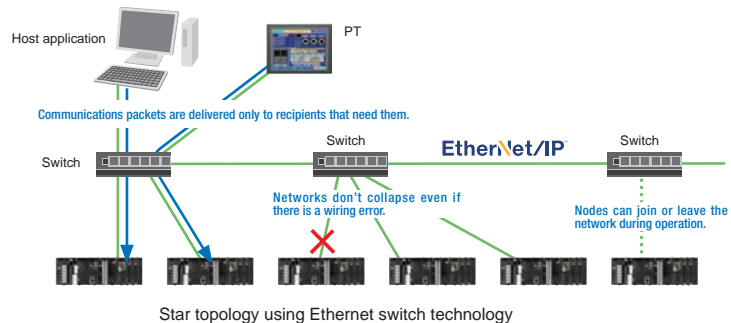 Host application
PT
Communications packets are delivered only to recipients that need them.
Switch
Switch
EtherNet/IP™
Switch
Networks don't collapse even if
there is a wiring error.
Nodes can join or leave the
network during operation.
Star topology using Ethernet switch technology